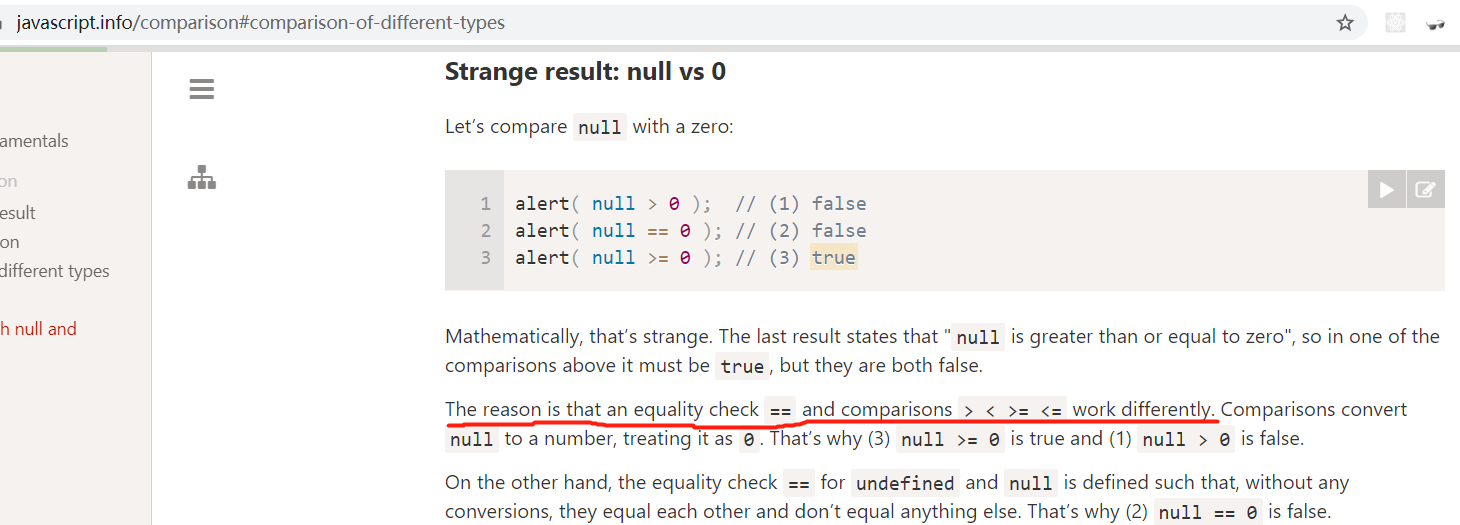 javascript.info/comparison#comparison-of-different-types
Strange result: null vs 0
Let's compare null with a zero:
amentals
on
esult
on
different types
h null and
1 alert( null > 0 );  // (1) false
2 alert( null == 0 ); // (2) false
3 alert( null >= 0 ); // (3) true
Mathematically, that's strange. The last result states that "null is greater than or equal to zero", so in one of the
comparisons above it must be true, but they are both false.
The reason is that an equality check == and comparisons > < >= <= work differently. Comparisons convert
null to a number, treating it as 0. That's why (3) null >= 0 is true and (1) null > 0 is false.
On the other hand, the equality check == for undefined and null is defined such that, without any
conversions, they equal each other and don't equal anything else. That's why (2) null == 0 is false.